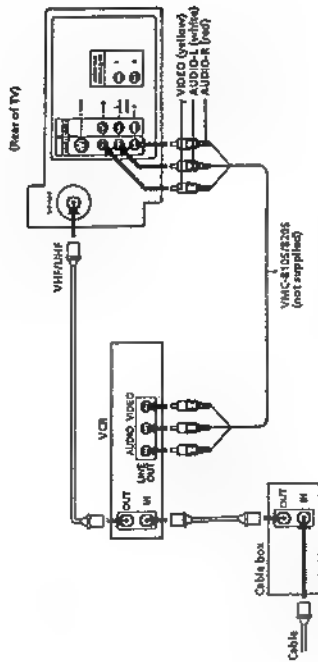 (Rear of TV)
VIDEO (yellow)
AUDIO-L (white)
AUDIO-R (red)
VHF/UHF
VMC-810S/820S
(not supplied)
VCR
AUDIO VIDEO
LINE
OUT
OUT
IN
Cable box
OUT
IN
Cable